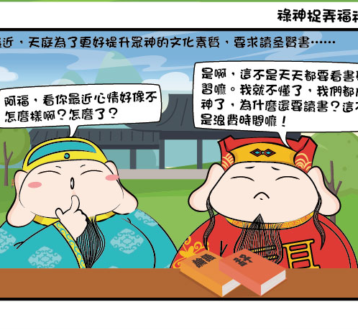 祿神捉弄福
近，天庭為了更好提升眾神的文化素質，要求讀聖賢書……
阿福，看你最近心情好像不
怎麼樣啊？怎麼了？
是啊，這不是天天都要看書
習嘛。我就不懂了，我們都
神了，為什麼還要讀書？這
是浪費時間嘛！